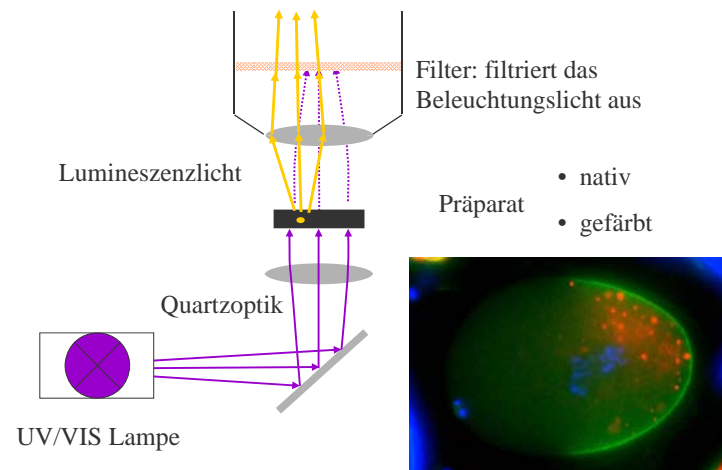 Filter: filtriert das
Beleuchtungslicht aus
Lumineszenzlicht
Präparat
• nativ
• gefärbt
Quartzoptik
UV/VIS Lampe